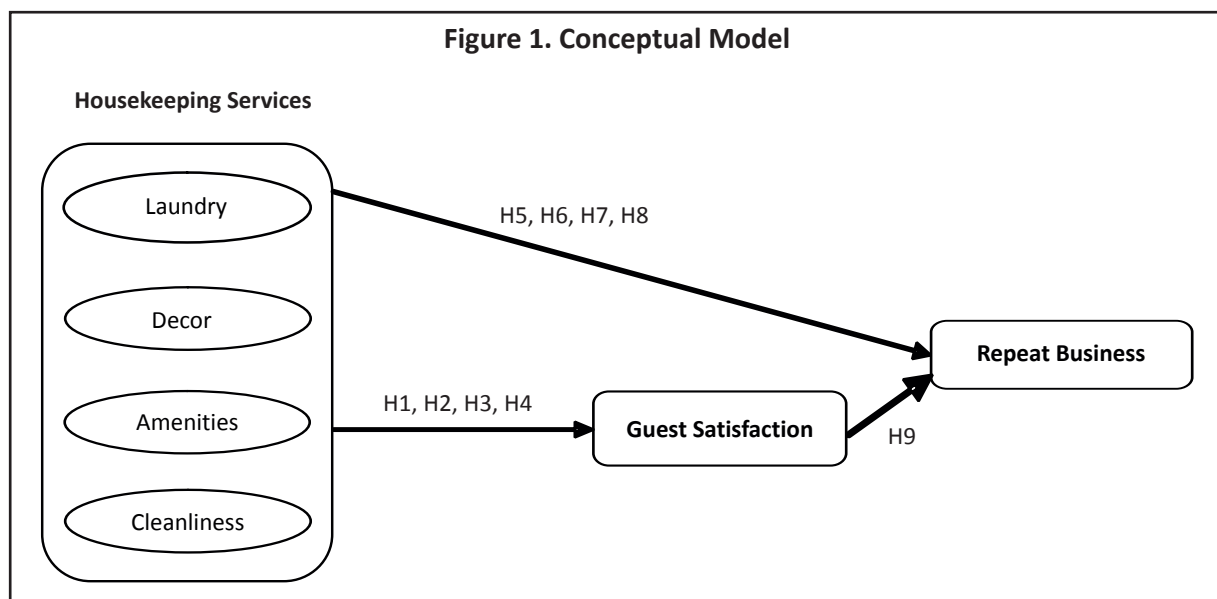 Figure 1. Conceptual Model
Housekeeping Services
Laundry
Decor
Amenities
Cleanliness
H5, H6, H7, H8
H1, H2, H3, H4
Guest Satisfaction
H9
Repeat Business